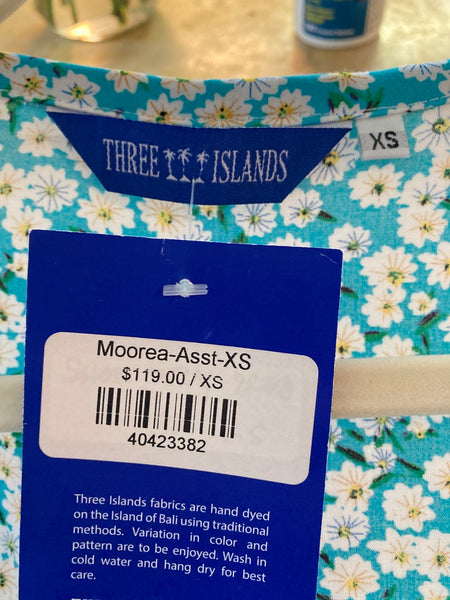 THREE ISLANDS
XS
Moorea-Asst-XS
$119.00 / XS
40423382
Three Islands fabrics are hand dyed
on the Island of Bali using traditional
methods. Variation in color and
pattern are to be enjoyed. Wash in
cold water and hang dry for best
care.